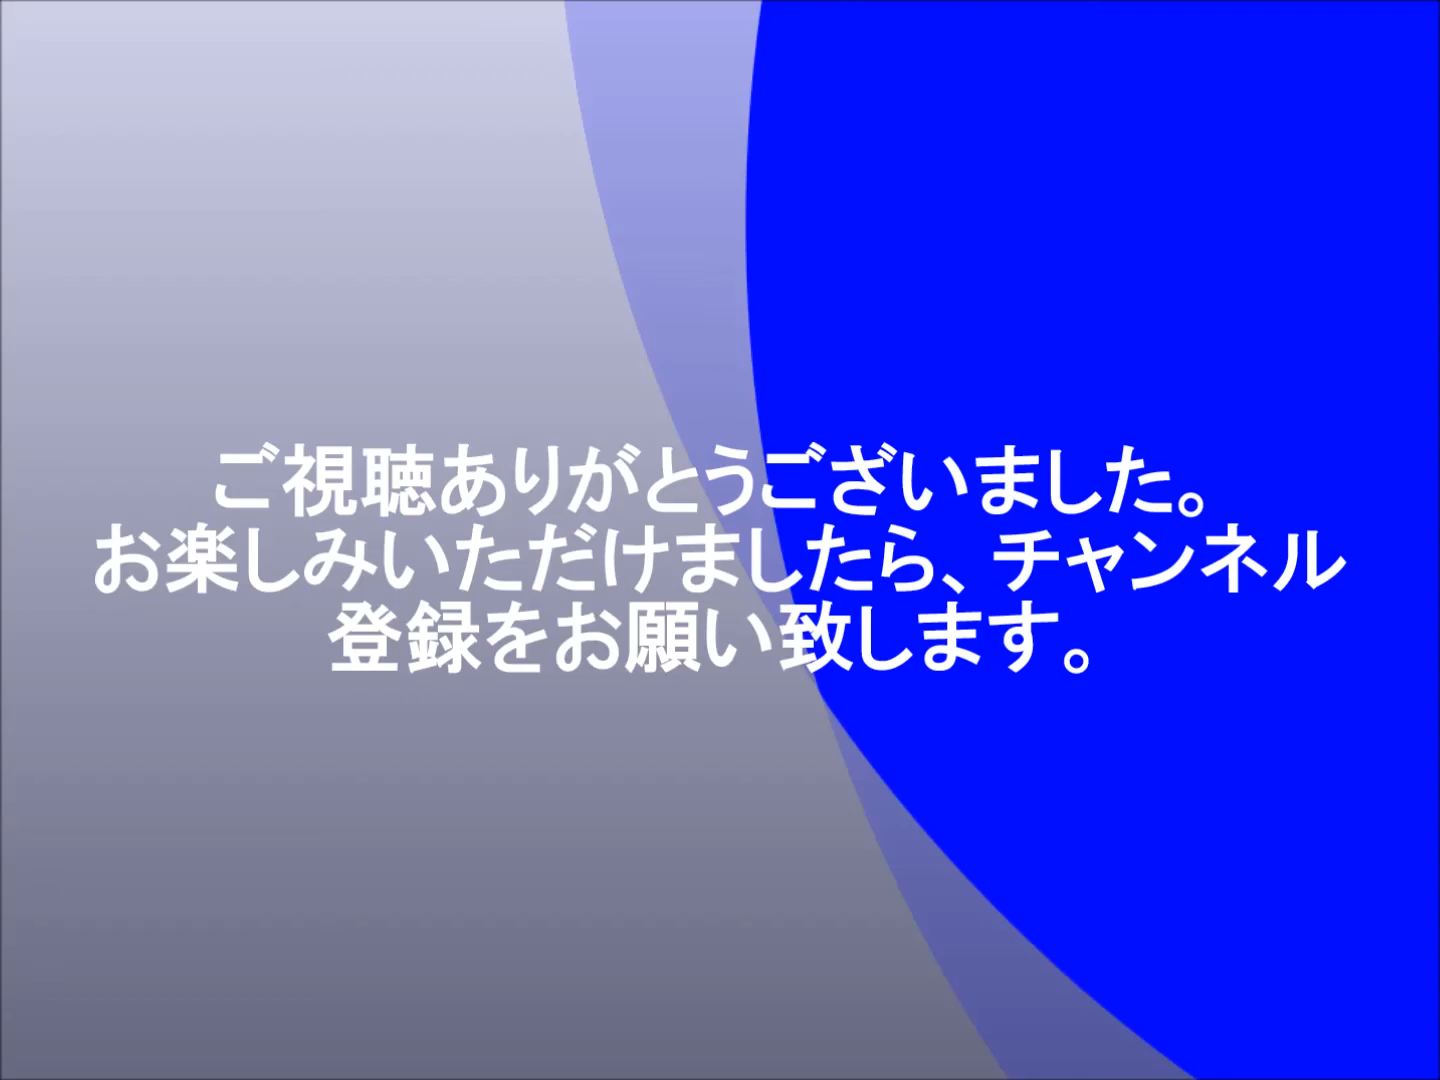 ご視聴ありがとうございました。
お楽しみいただけましたら、チャンネル
登録をお願い致します。